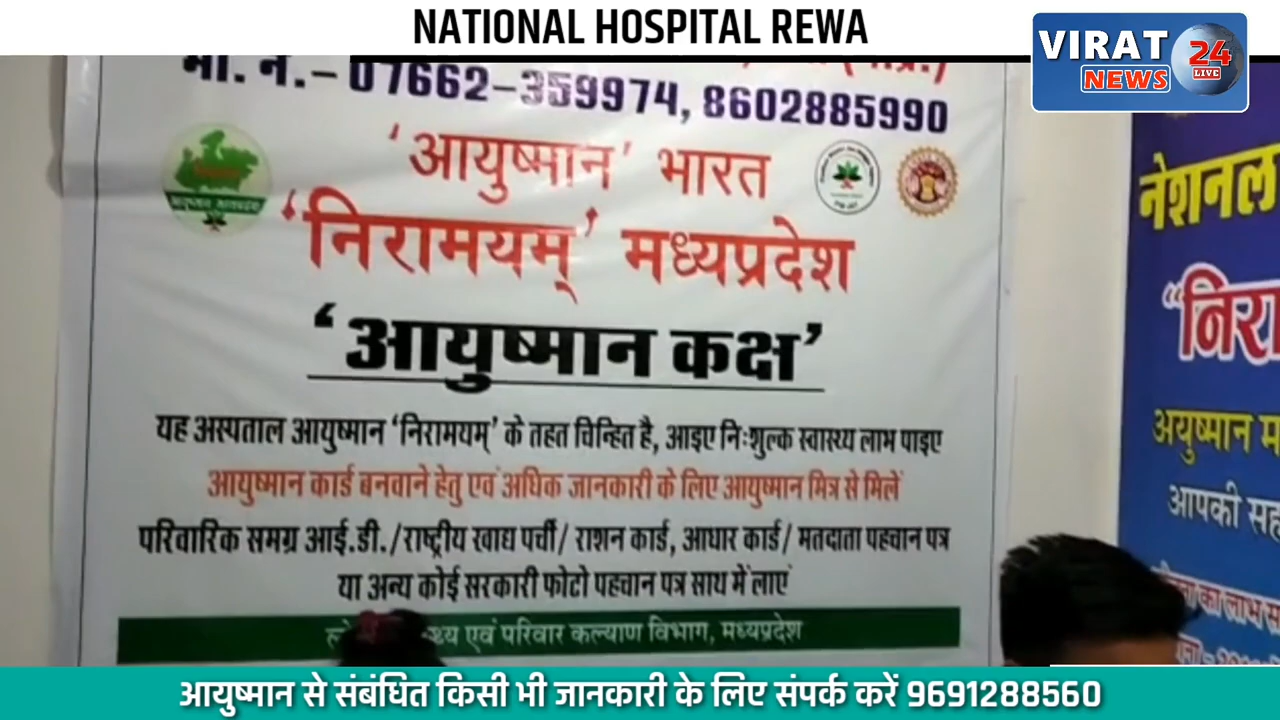 NATIONAL HOSPITAL REWA
VIRAT
NEWS
24
LIVE
मो. नं.– 07662–359974, 8602885990
‘आयुष्मान’ भारत
‘निरामयम्’ मध्यप्रदेश
‘आयुष्मान कक्ष’
यह अस्पताल आयुष्मान ‘निरामयम्’ के तहत चिन्हित है, आइए निःशुल्क स्वास्थ्य लाभ पाइए
आयुष्मान कार्ड बनवाने हेतु एवं अधिक जानकारी के लिए आयुष्मान मित्र से मिलें
परिवारिक समग्र आई.डी./राष्ट्रीय खाद्य पर्ची/ राशन कार्ड, आधार कार्ड/ मतदाता पहचान पत्र
या अन्य कोई सरकारी फोटो पहचान पत्र साथ में लाएं
एवं परिवार कल्याण विभाग, मध्यप्रदेश
नेशनल
“निरा
अयुष्मान म
आपकी सह
का लाभ स
आयुष्मान से संबंधित किसी भी जानकारी के लिए संपर्क करें 9691288560